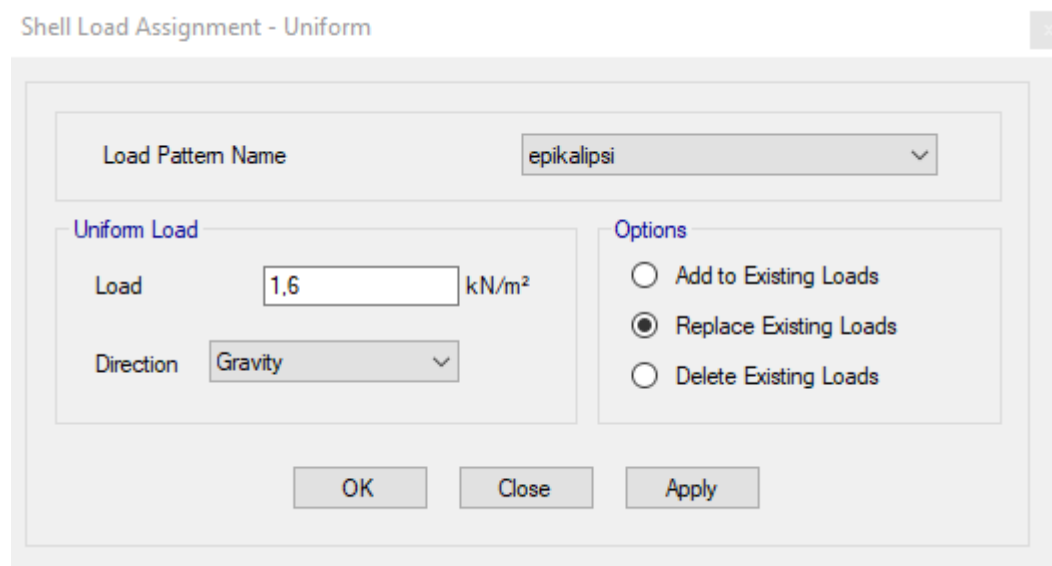 Shell Load Assignment - Uniform
Load Pattern Name epikalipsi
Uniform Load
Load 1,6 kN/m²
Direction Gravity
Options
Add to Existing Loads
Replace Existing Loads
Delete Existing Loads
OK Close Apply